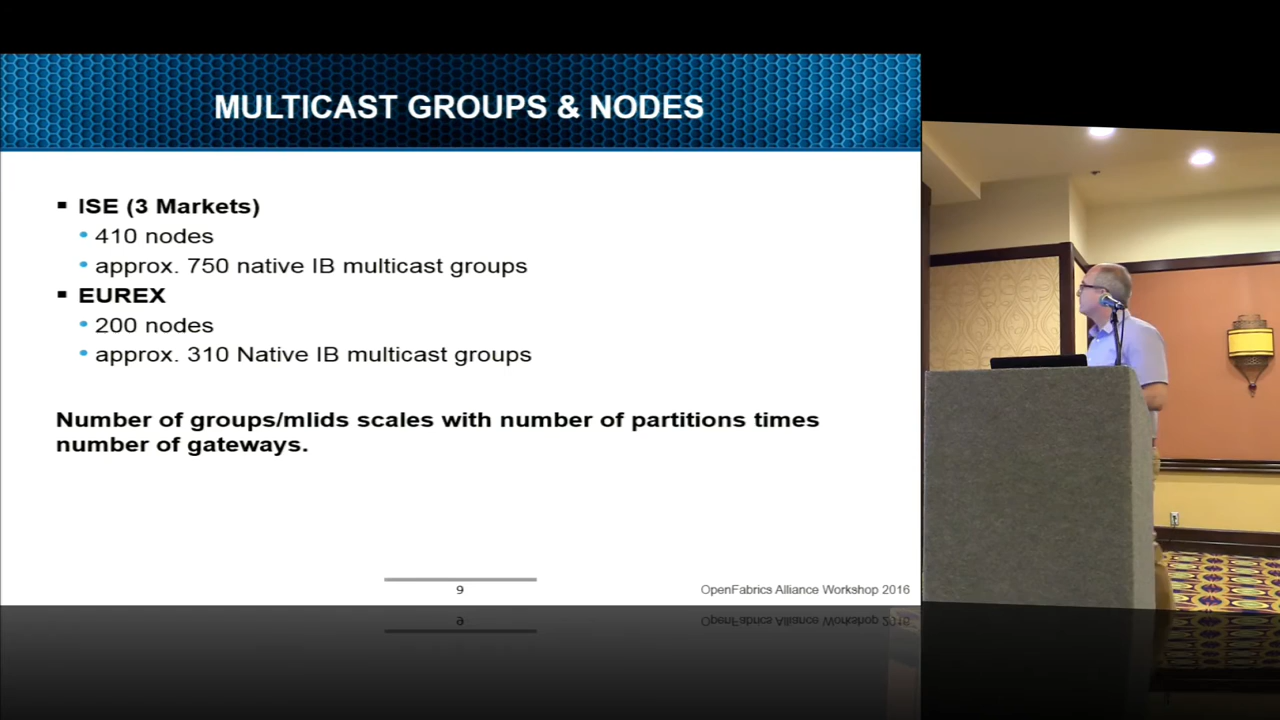 MULTICAST GROUPS & NODES
▪ ISE (3 Markets)
• 410 nodes
• approx. 750 native IB multicast groups
▪ EUREX
• 200 nodes
• approx. 310 Native IB multicast groups
Number of groups/mlids scales with number of partitions times
number of gateways.
9
OpenFabrics Alliance Workshop 2016